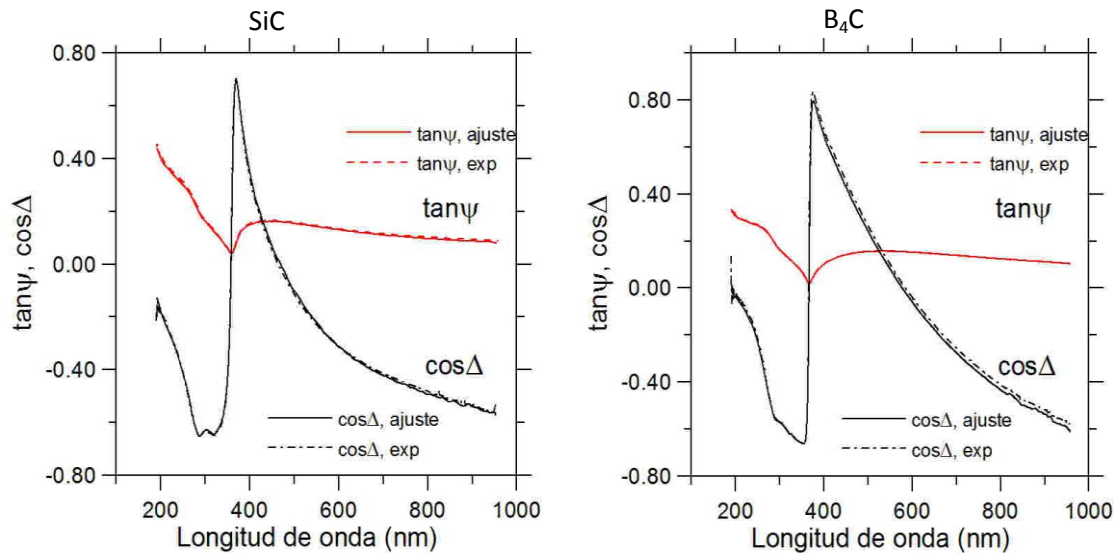 SiC
0.80
0.40
0.00
-0.40
-0.80
tanψ, cosΔ
tanψ, ajuste
tanψ, exp
tanψ
cosΔ
cosΔ, ajuste
cosΔ, exp
200 400 600 800 1000
Longitud de onda (nm)
B₄C
0.80
0.40
0.00
-0.40
-0.80
tanψ, cosΔ
tanψ, ajuste
tanψ, exp
tanψ
cosΔ
cosΔ, ajuste
cosΔ, exp
200 400 600 800 1000
Longitud de onda (nm)